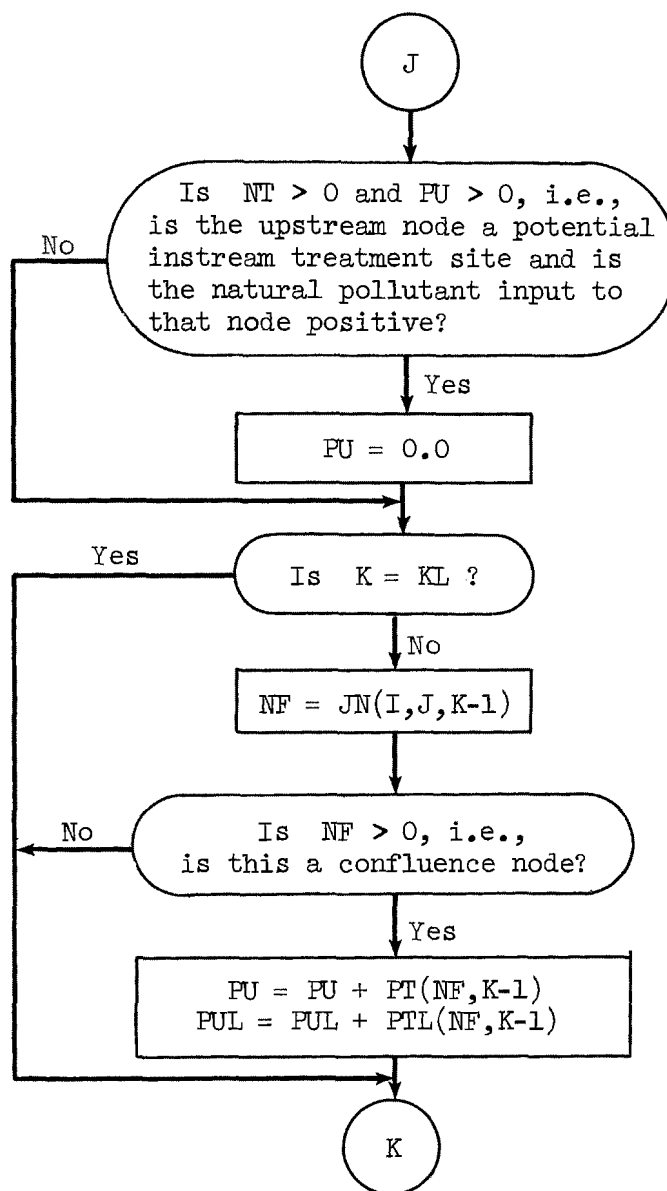 J
Is NT > 0 and PU > 0, i.e.,
is the upstream node a potential
instream treatment site and is
the natural pollutant input to
that node positive?
No
Yes
PU = 0.0
Yes
Is K = KL ?
No
NF = JN(I,J,K-1)
No
Is NF > 0, i.e.,
is this a confluence node?
Yes
PU = PU + PT(NF,K-1)
PUL = PUL + PTL(NF,K-1)
K